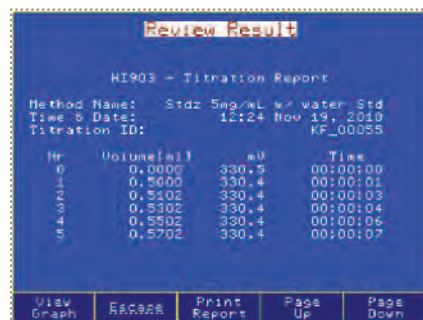 Review Result
HI903 - Titration Report
Method Name: Stdz 5mg/mL w/ water Std
Time & Date: 12:24 Nov 19, 2010
Titration ID: KF_00055
Nr Volume[ml] mV Time
0 0.0000 330.5 00:00:00
1 0.5000 330.4 00:00:01
2 0.5102 330.4 00:00:03
3 0.5302 330.4 00:00:04
4 0.5502 330.4 00:00:06
5 0.5702 330.4 00:00:07
View Graph
Escape
Print Report
Page Up
Page Down